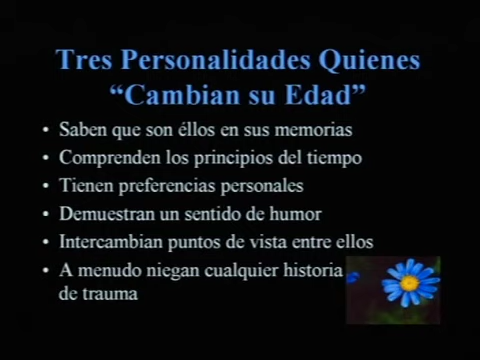 Tres Personalidades Quienes
“Cambian su Edad”
• Saben que son éllos en sus memorias
• Comprenden los principios del tiempo
• Tienen preferencias personales
• Demuestran un sentido de humor
• Intercambian puntos de vista entre ellos
• A menudo niegan cualquier historia
de trauma